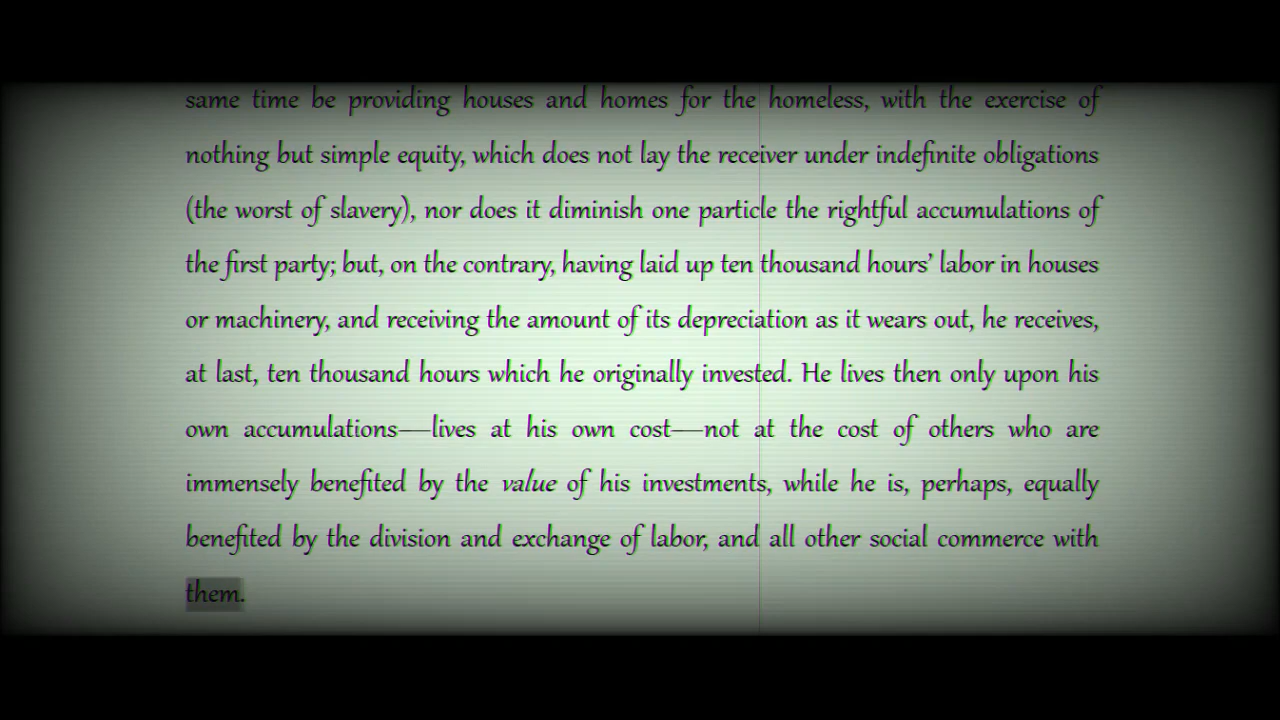 same time be providing houses and homes for the homeless, with the exercise of
nothing but simple equity, which does not lay the receiver under indefinite obligations
(the worst of slavery), nor does it diminish one particle the rightful accumulations of
the first party; but, on the contrary, having laid up ten thousand hours’ labor in houses
or machinery, and receiving the amount of its depreciation as it wears out, he receives,
at last, ten thousand hours which he originally invested. He lives then only upon his
own accumulations—lives at his own cost—not at the cost of others who are
immensely benefited by the value of his investments, while he is, perhaps, equally
benefited by the division and exchange of labor, and all other social commerce with
them.